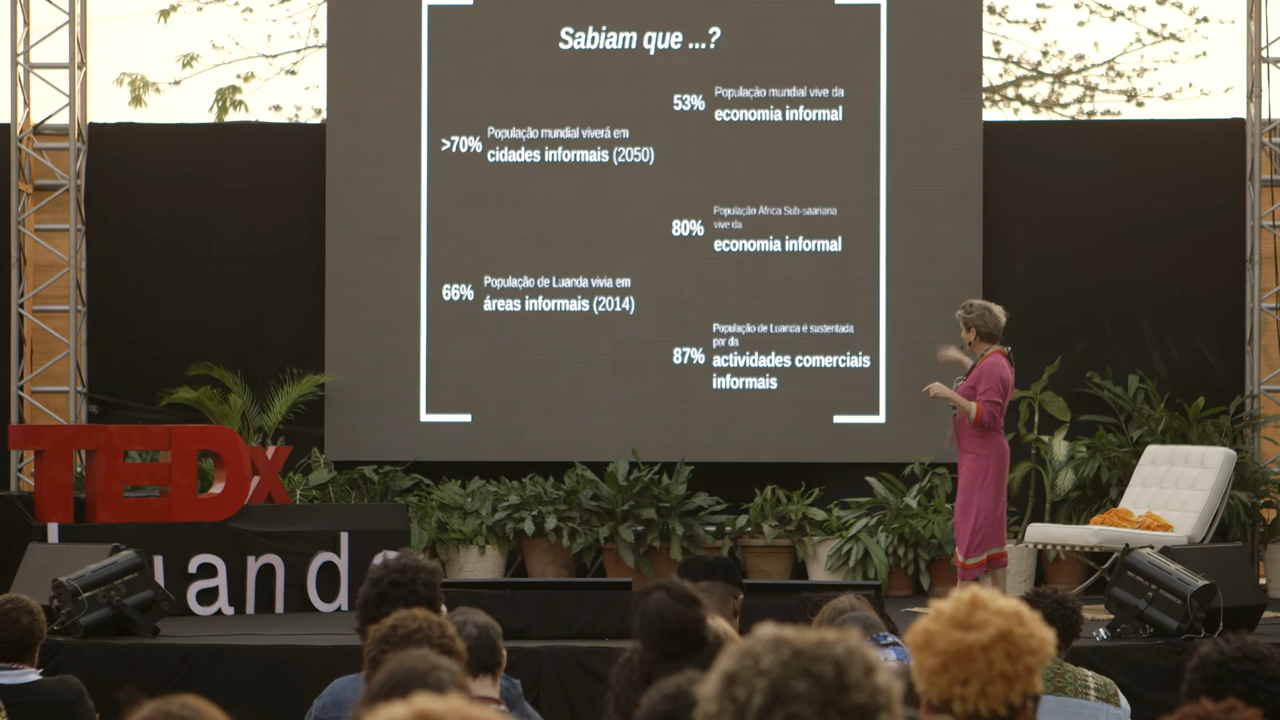 Sabiam que ...?
>70% População mundial viverá em
cidades informais (2050)
66% População de Luanda vivia em
áreas informais (2014)
53% População mundial vive da
economia informal
80% População África Sub-saariana
vive da
economia informal
87% População de Luanda é sustentada
por da
actividades comerciais
informais
TEDx
Luanda